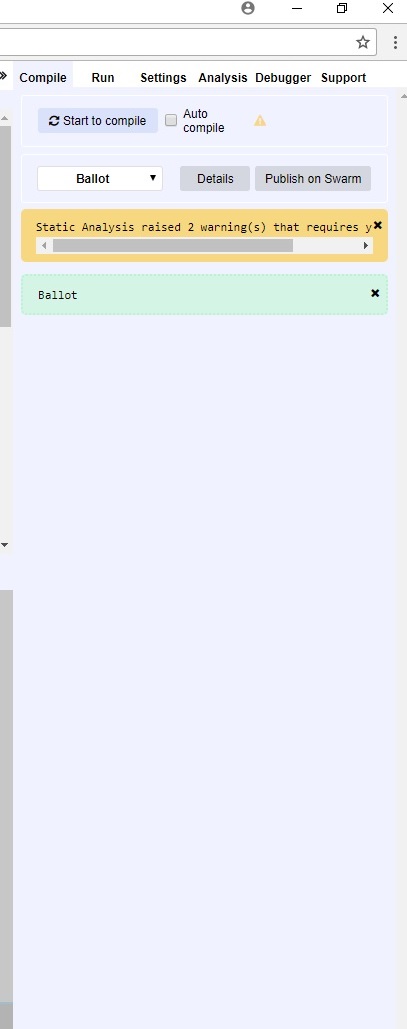 » Compile Run Settings Analysis Debugger Support
Start to compile
Auto
compile
Ballot Details Publish on Swarm
Static Analysis raised 2 warning(s) that requires y
Ballot